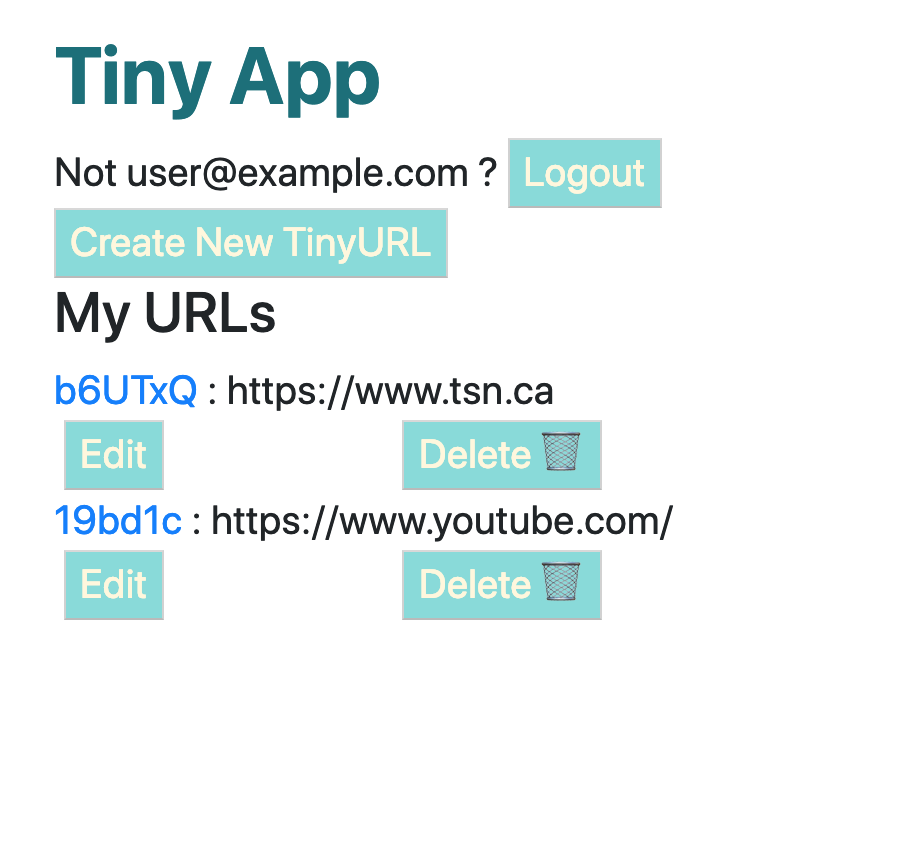 Tiny App
Not user@example.com ? Logout
Create New TinyURL
My URLs
b6UTxQ : https://www.tsn.ca
Edit Delete 🗑
19bd1c : https://www.youtube.com/
Edit Delete 🗑